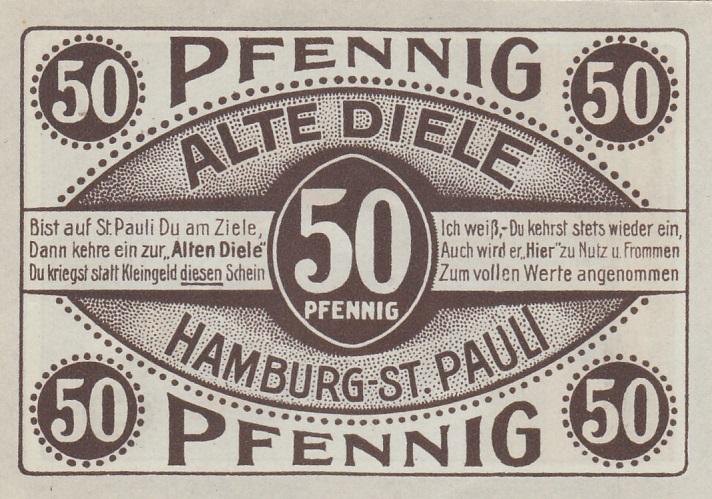 50 PFENNIG 50
ALTE DIELE
Bist auf St. Pauli Du am Ziele,
Dann kehre ein zur „Alten Diele"
Du kriegst statt Kleingeld diesen Schein
50
PFENNIG
Ich weiß,- Du kehrst stets wieder ein,
Auch wird er „Hier" zu Nutz u. Frommen
Zum vollen Werte angenommen
HAMBURG-ST. PAULI
50 PFENNIG 50